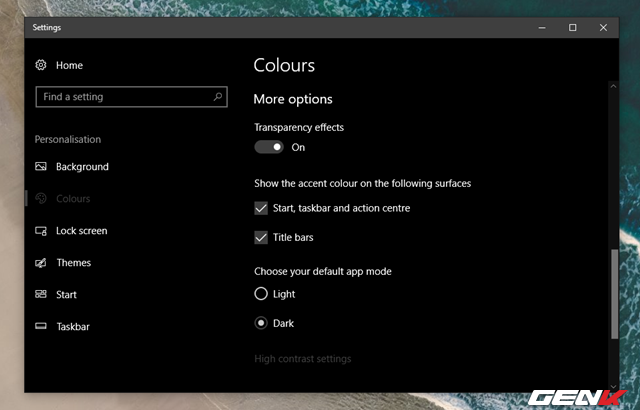 Settings
Home
Find a setting
Personalisation
Background
Colours
Lock screen
Themes
Start
Taskbar
Colours
More options
Transparency effects
On
Show the accent colour on the following surfaces
Start, taskbar and action centre
Title bars
Choose your default app mode
Light
Dark
High contrast settings
GENK